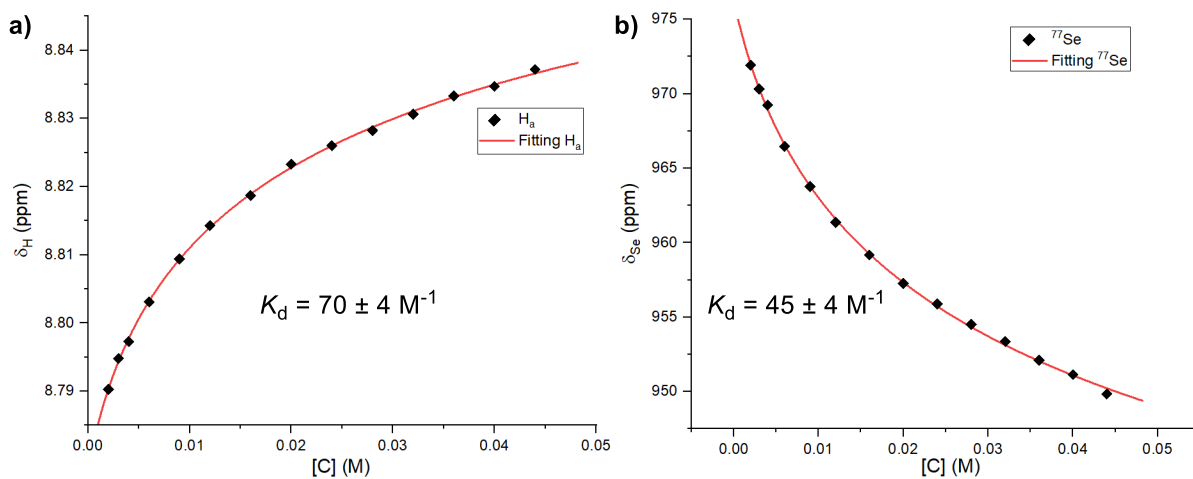 a)
8.84
8.83
8.82
8.81
8.80
8.79
δH (ppm)
Ha
Fitting Ha
Kd = 70 ± 4 M-1
0.00 0.01 0.02 0.03 0.04 0.05
[C] (M)
b)
975
970
965
960
955
950
δSe (ppm)
77Se
Fitting 77Se
Kd = 45 ± 4 M-1
0.00 0.01 0.02 0.03 0.04 0.05
[C] (M)